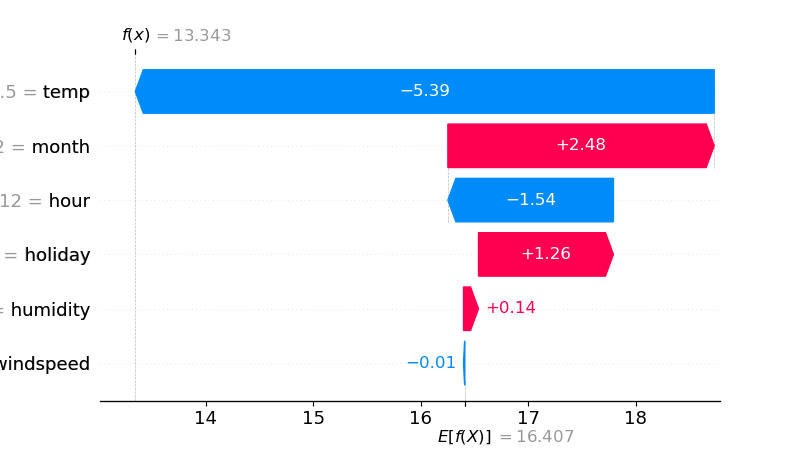 f(x) = 13.343
.5 = temp
−5.39
2 = month
+2.48
12 = hour
−1.54
= holiday
+1.26
= humidity
+0.14
windspeed
−0.01
14 15 16 17 18
E[f(X)] = 16.407